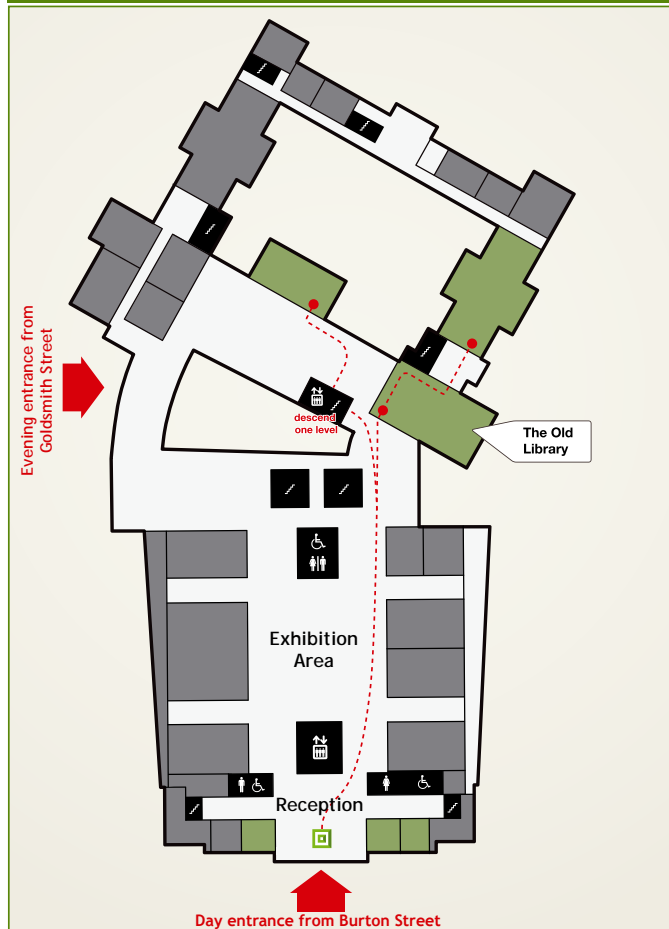 Evening entrance from
Goldsmith Street
descend
one level
The Old
Library
Exhibition
Area
Reception
Day entrance from Burton Street